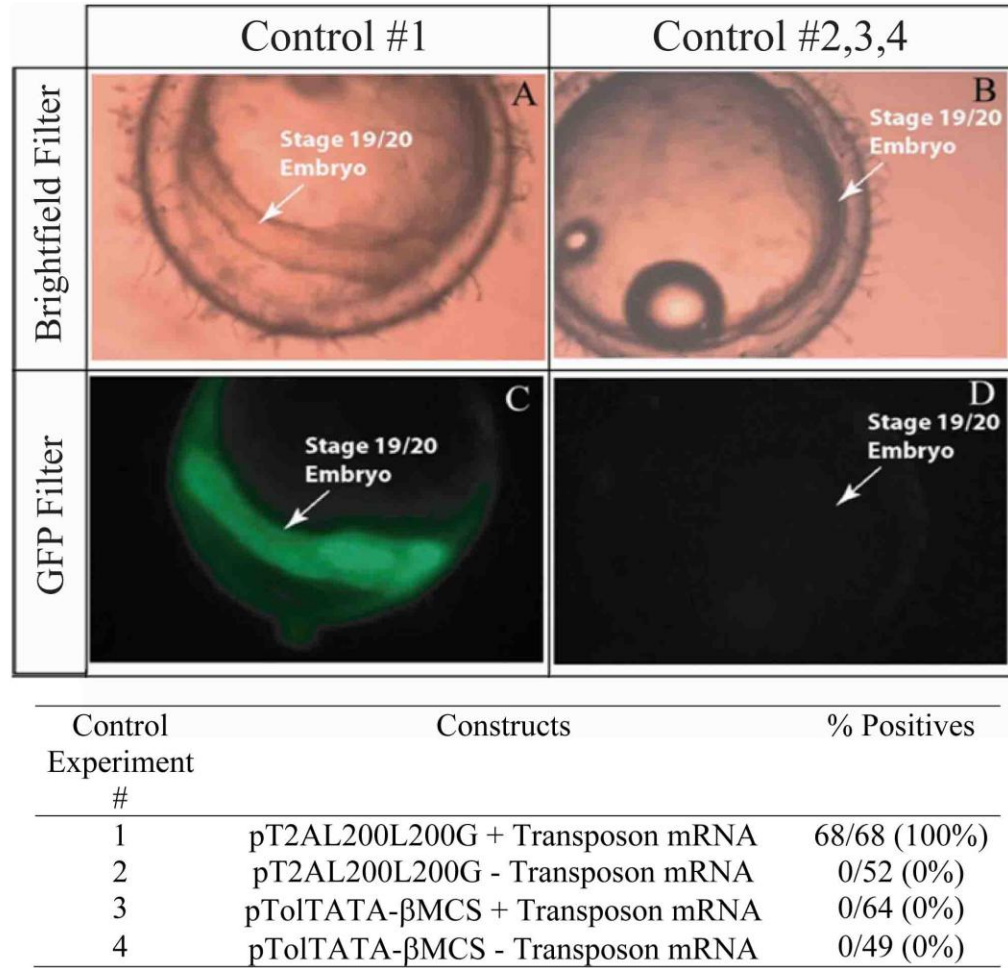 Control #1
Control #2,3,4
Brightfield Filter
A
Stage 19/20
Embryo
B
Stage 19/20
Embryo
GFP Filter
C
Stage 19/20
Embryo
D
Stage 19/20
Embryo
Control Constructs % Positives
Experiment
#
1 pT2AL200L200G + Transposon mRNA 68/68 (100%)
2 pT2AL200L200G - Transposon mRNA 0/52 (0%)
3 pTolTATA-βMCS + Transposon mRNA 0/64 (0%)
4 pTolTATA-βMCS - Transposon mRNA 0/49 (0%)